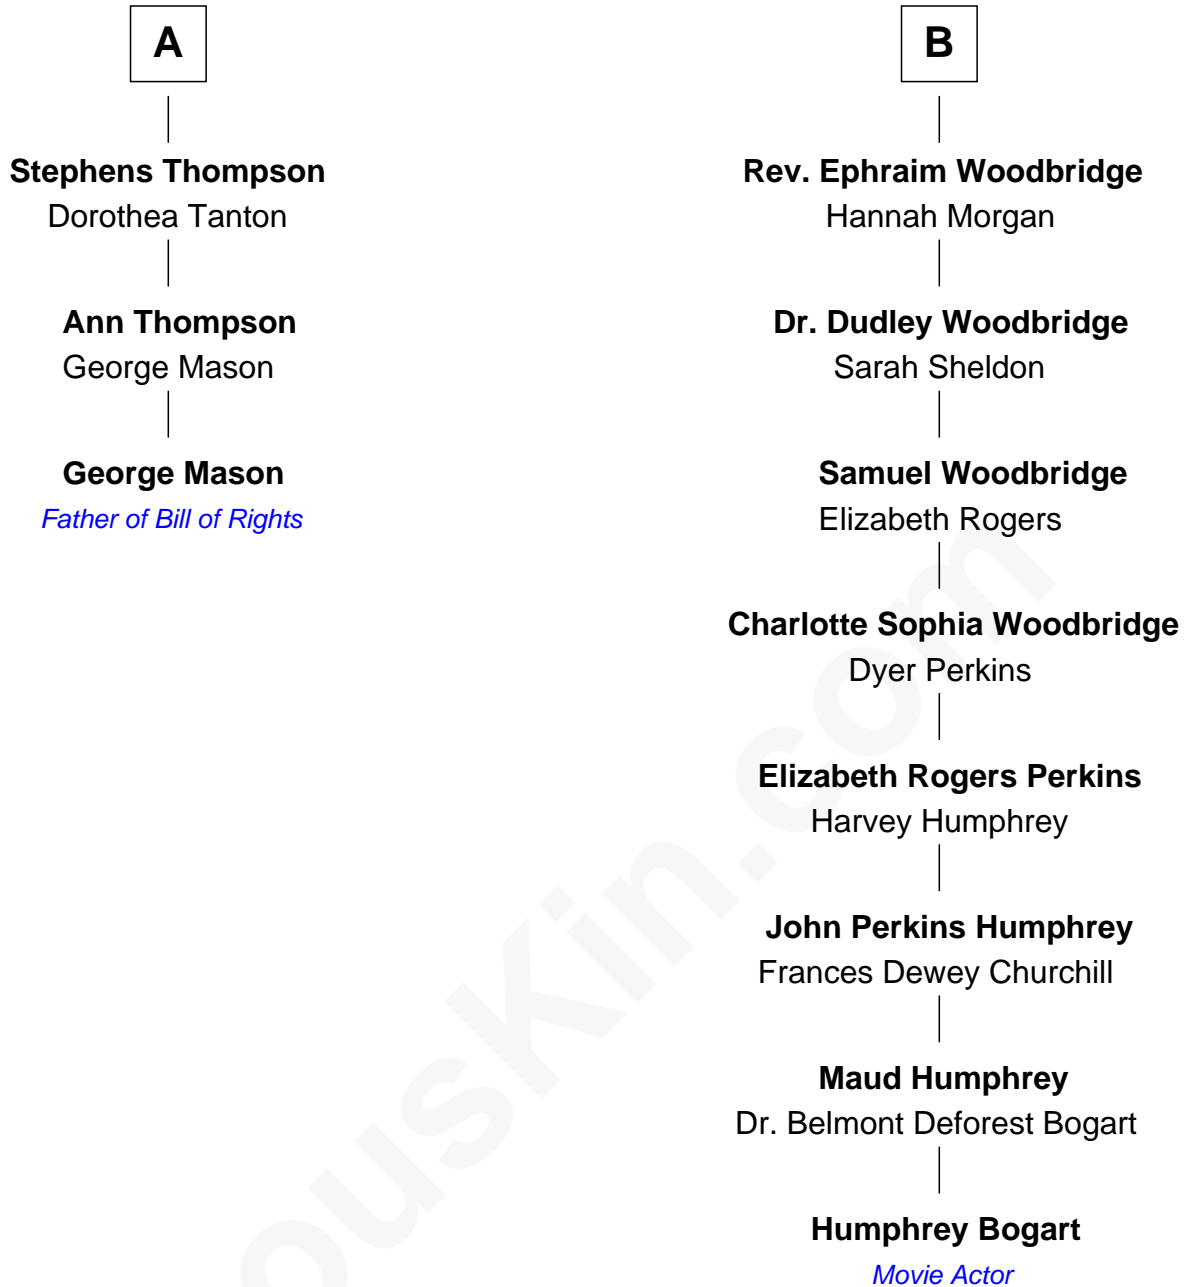 A
Stephens Thompson
Dorothea Tanton
Ann Thompson
George Mason
George Mason
Father of Bill of Rights
B
Rev. Ephraim Woodbridge
Hannah Morgan
Dr. Dudley Woodbridge
Sarah Sheldon
Samuel Woodbridge
Elizabeth Rogers
Charlotte Sophia Woodbridge
Dyer Perkins
Elizabeth Rogers Perkins
Harvey Humphrey
John Perkins Humphrey
Frances Dewey Churchill
Maud Humphrey
Dr. Belmont Deforest Bogart
Humphrey Bogart
Movie Actor
ousKin.com